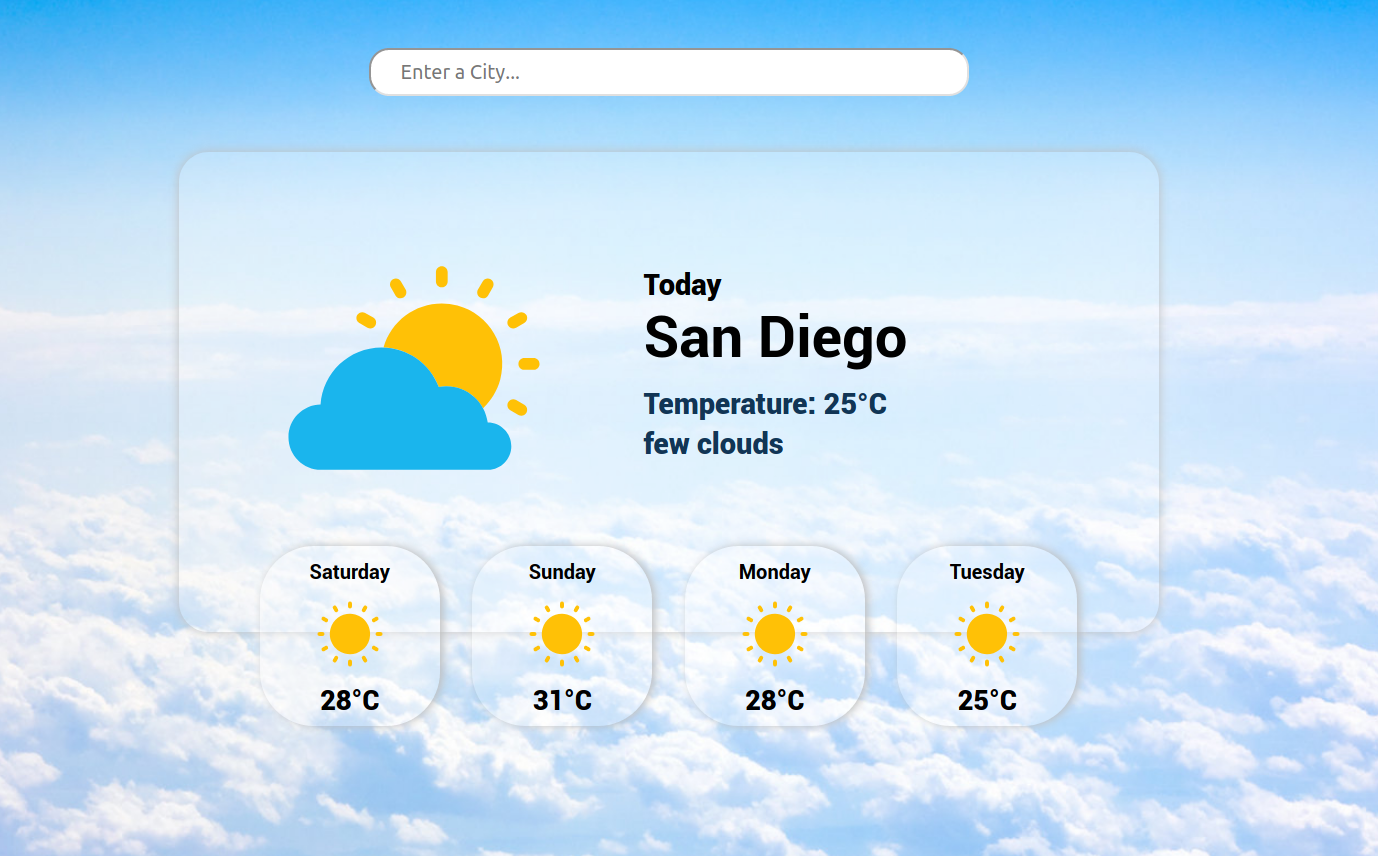 Enter a City...
Today
San Diego
Temperature: 25°C
few clouds
Saturday
28°C
Sunday
31°C
Monday
28°C
Tuesday
25°C